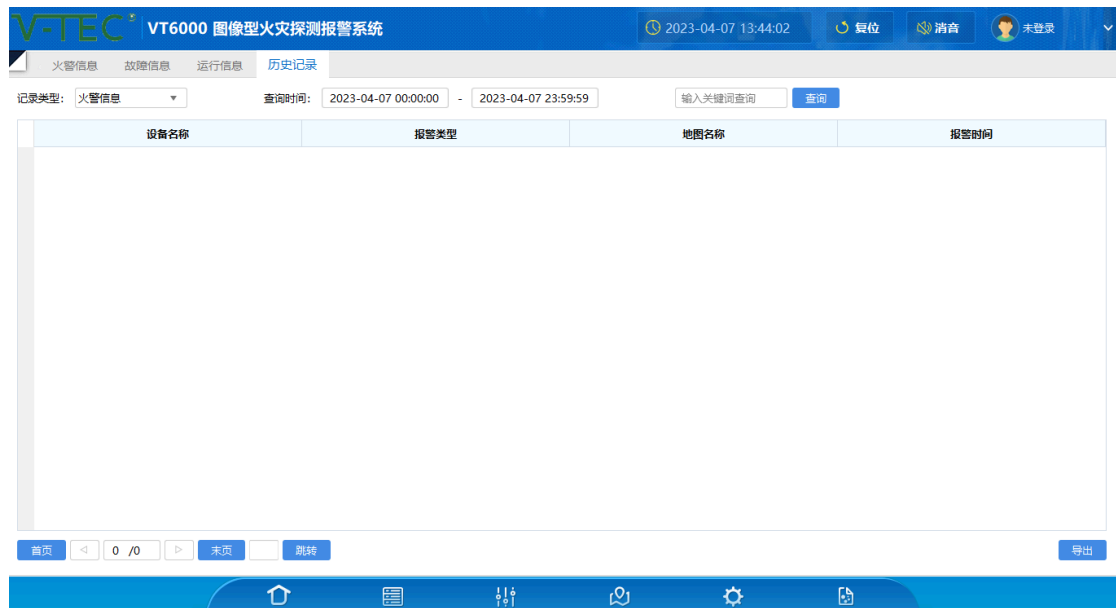 V-TEC VT6000 图像型火灾探测报警系统 2023-04-07 13:44:02 复位 消音 未登录
火警信息 故障信息 运行信息 历史记录
记录类型: 火警信息 查询时间: 2023-04-07 00:00:00 - 2023-04-07 23:59:59 输入关键词查询 查询
设备名称 报警类型 地图名称 报警时间
首页 0 /0 末页 跳转 导出